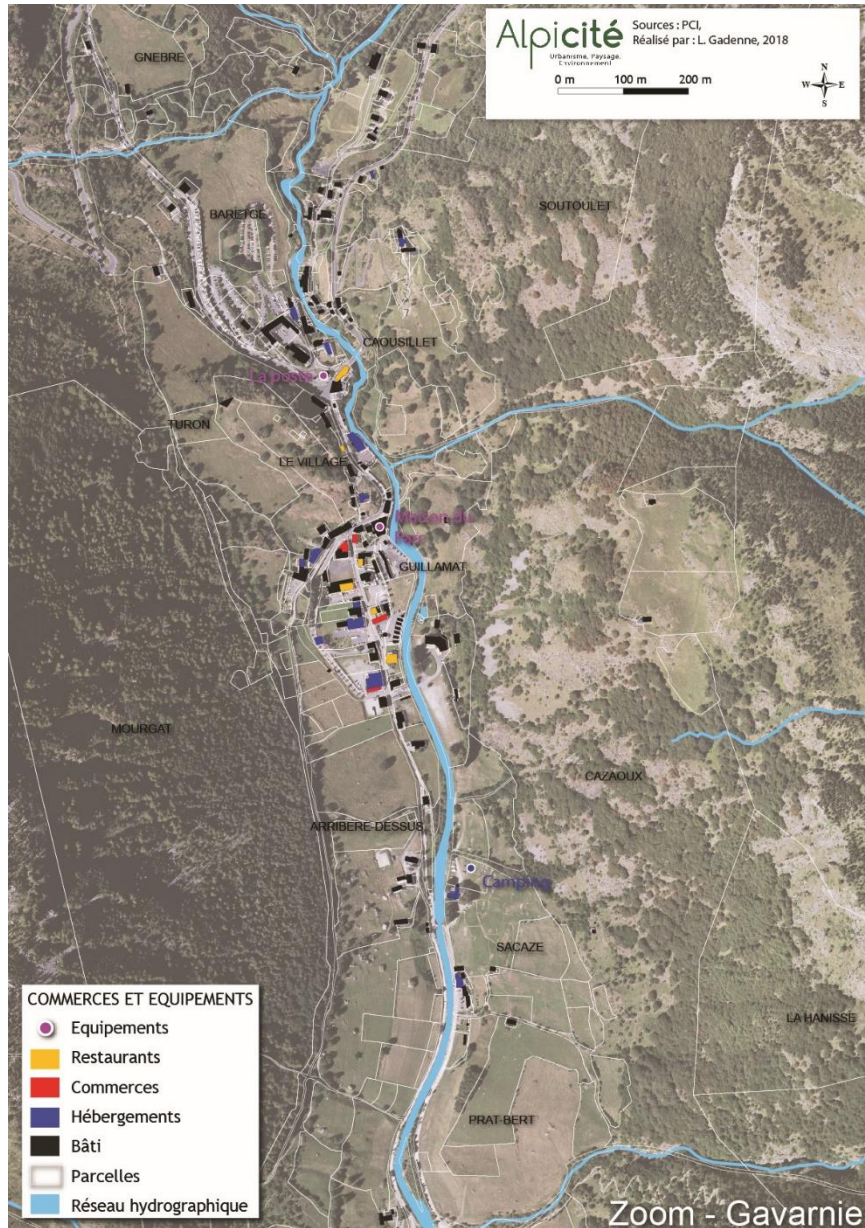 Alpicité
Urbanisme, Paysage,
Environnement
Sources : PCI,
Réalisé par : L. Gadenne, 2018
0 m 100 m 200 m
N
W E
S
GNEBRE
BAREIGE
SOUTOULET
CAOUSILLET
La poste
TURON
LE VILLAGE
Maison du
GUILLAMAT
MOURGAT
CAZAOUX
ARRIBERE-DESSUS
Camping
SACAZE
LA HANISSE
PRAT-BERT
COMMERCES ET EQUIPEMENTS
Equipements
Restaurants
Commerces
Hébergements
Bâti
Parcelles
Réseau hydrographique
Zoom - Gavarnie